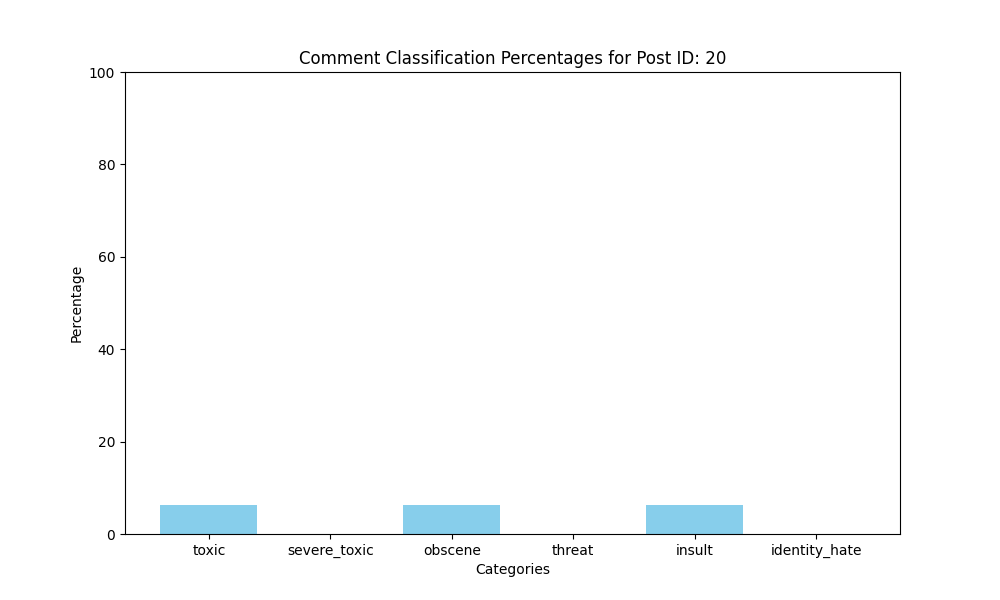 Comment Classification Percentages for Post ID: 20
100
80
60
40
20
0
Percentage
toxic severe_toxic obscene threat insult identity_hate
Categories